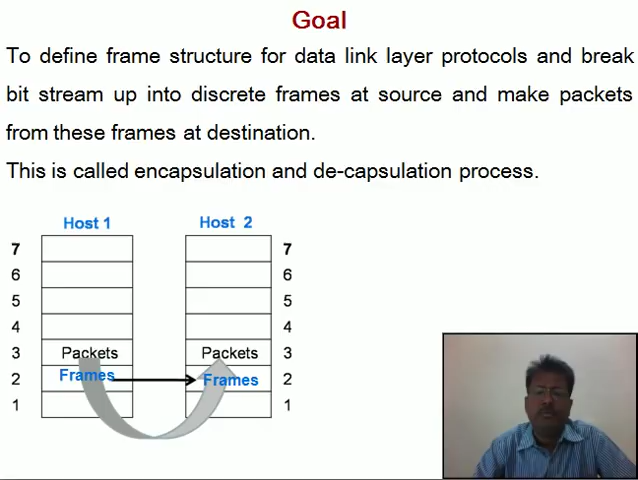 Goal
To define frame structure for data link layer protocols and break
bit stream up into discrete frames at source and make packets
from these frames at destination.
This is called encapsulation and de-capsulation process.
Host 1 Host 2
7 7
6 6
5 5
4 4
3 Packets Packets 3
2 Frames Frames 2
1 1